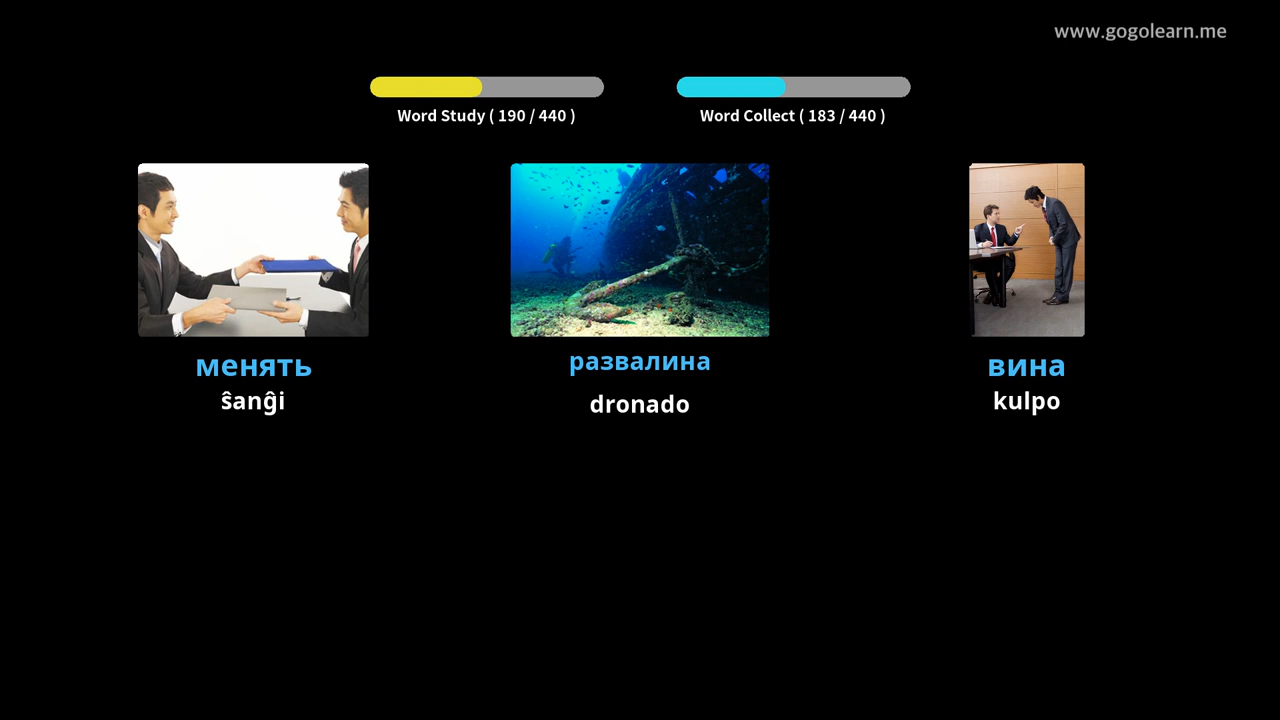 www.gogolearn.me
Word Study ( 190 / 440 )
Word Collect ( 183 / 440 )
менять
развалина
вина
ŝanĝi
dronado
kulpo